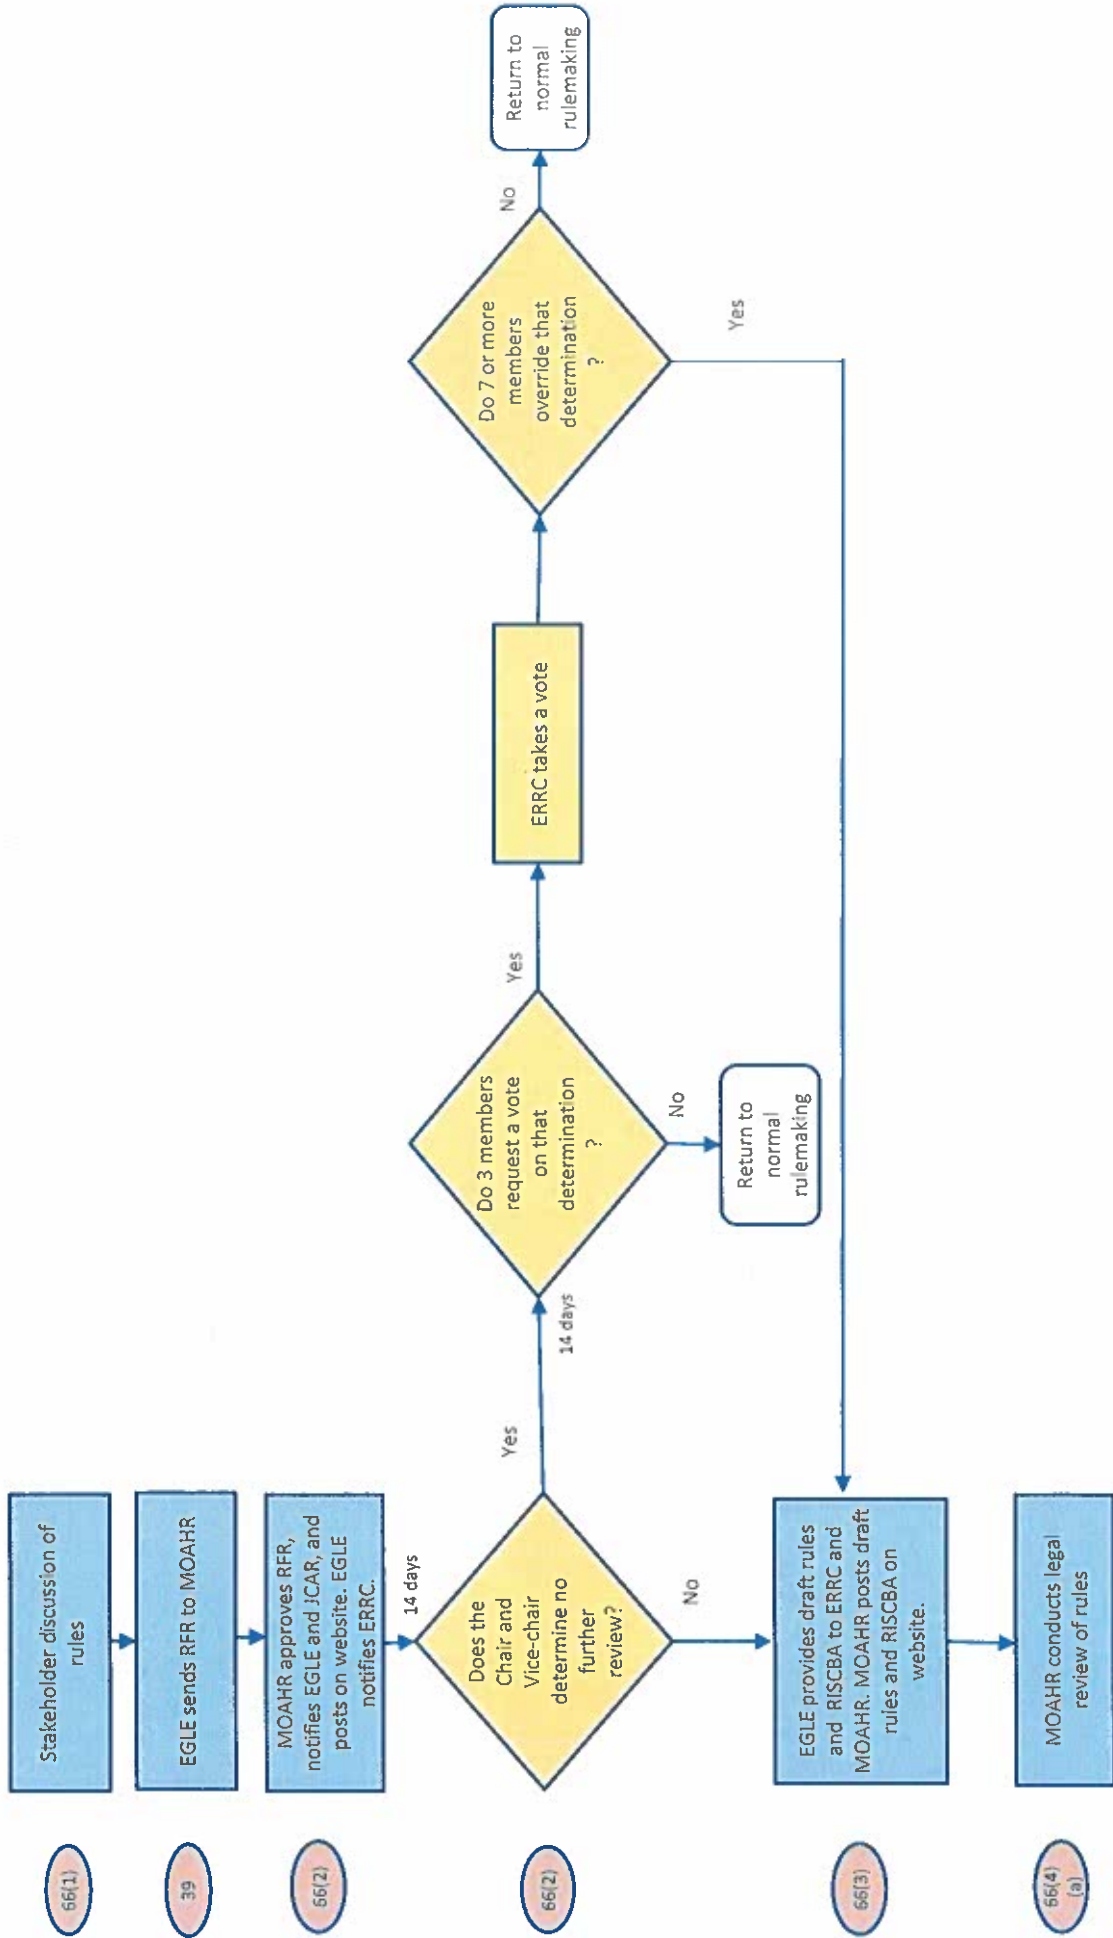 66(1)
Stakeholder discussion of
rules
39
EGLE sends RFR to MOAHR
66(2)
MOAHR approves RFR,
notifies EGLE and JCAR, and
posts on website. EGLE
notifies ERRC.
14 days
66(2)
Does the
Chair and
Vice-chair
determine no
further
review?
Yes
14 days
Do 3 members
request a vote
on that
determination
?
Yes
ERRC takes a vote
Do 7 or more
members
override that
determination
?
No
Return to
normal
rulemaking
No
No
Return to
normal
rulemaking
Yes
66(3)
EGLE provides draft rules
and RISCBA to ERRC and
MOAHR. MOAHR posts draft
rules and RISCBA on
website.
66(4)
(a)
MOAHR conducts legal
review of rules